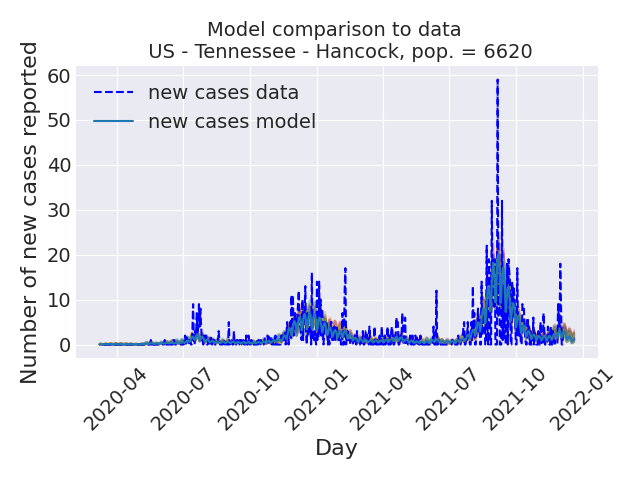 Model comparison to data
US - Tennessee - Hancock, pop. = 6620
Number of new cases reported
60
50
40
30
20
10
0
new cases data
new cases model
2020-04
2020-07
2020-10
2021-01
2021-04
2021-07
2021-10
2022-01
Day